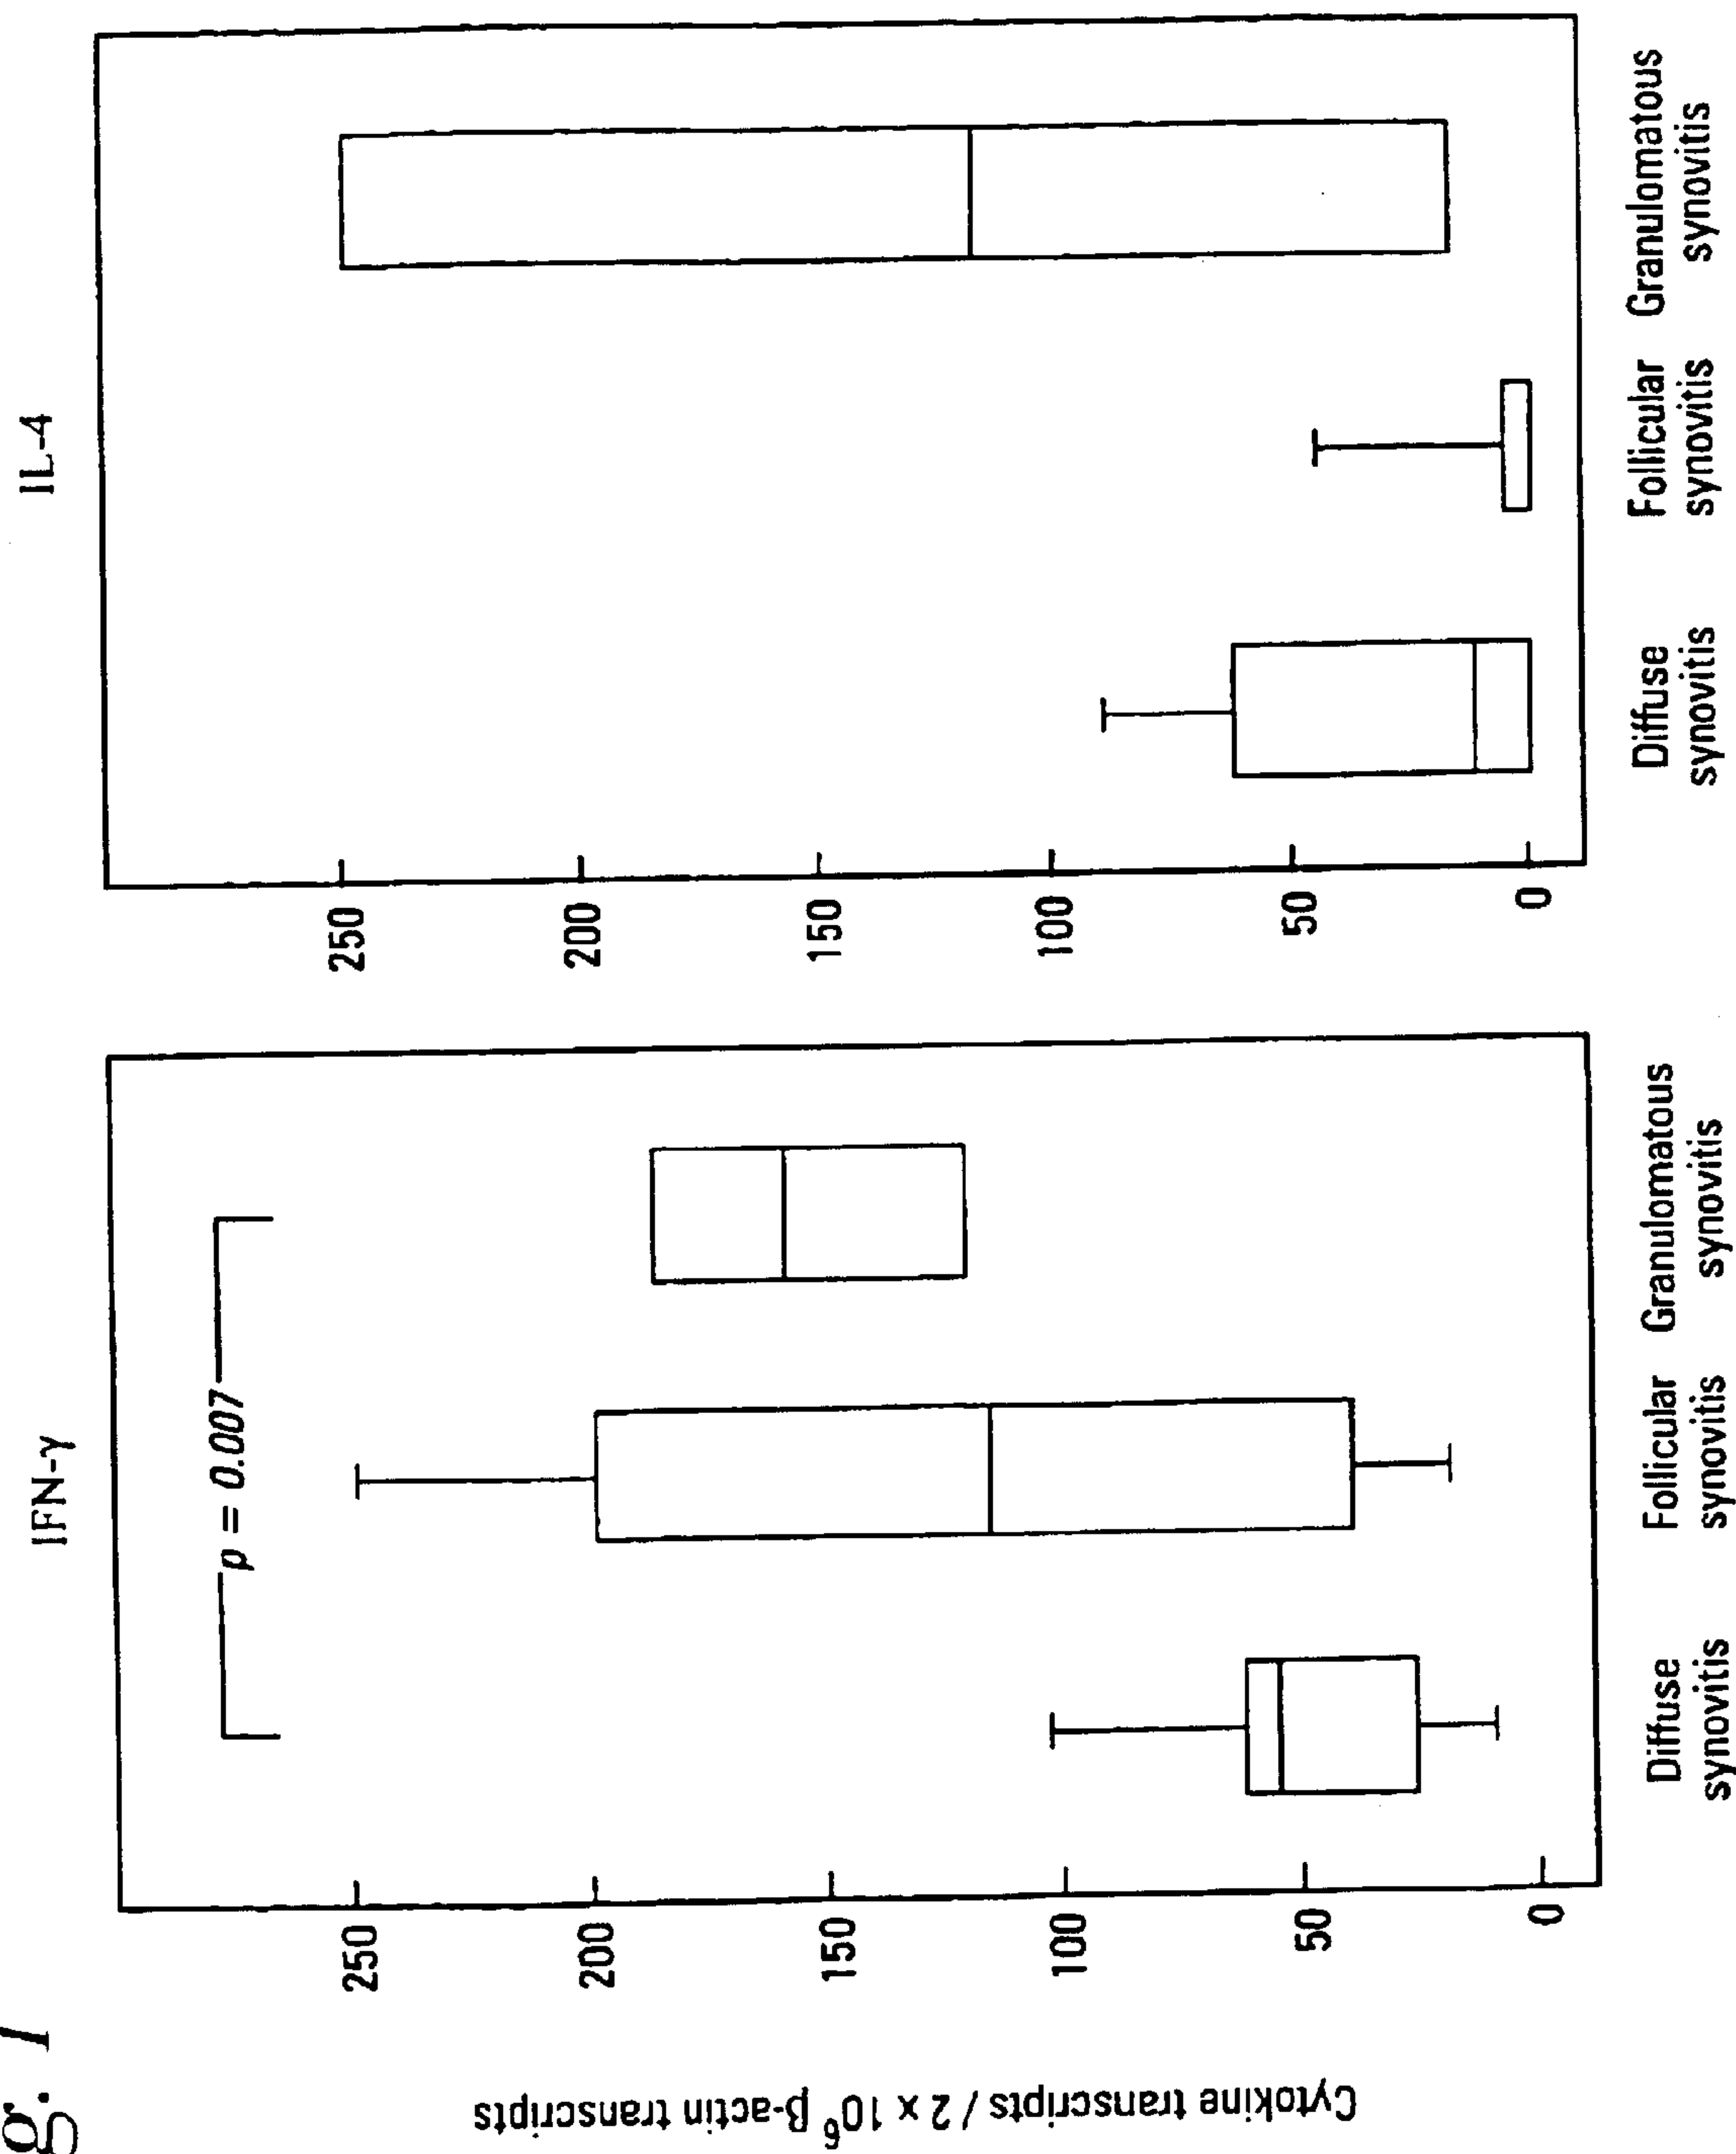 g. 1
Cytokine transcripts / 2 x 10⁶ β-actin transcripts
IFN-γ
p = 0.007
250
200
150
100
50
0
Diffuse
synovitis
Follicular
synovitis
Granulomatous
synovitis
IL-4
250
200
150
100
50
0
Diffuse
synovitis
Follicular
synovitis
Granulomatous
synovitis